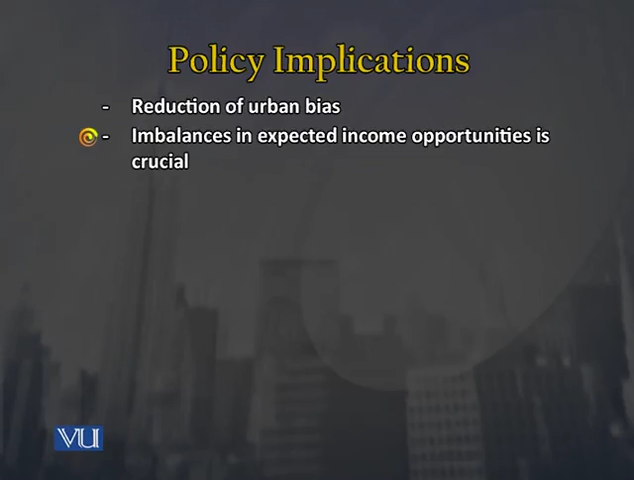 Policy Implications
- Reduction of urban bias
- Imbalances in expected income opportunities is
crucial
VU